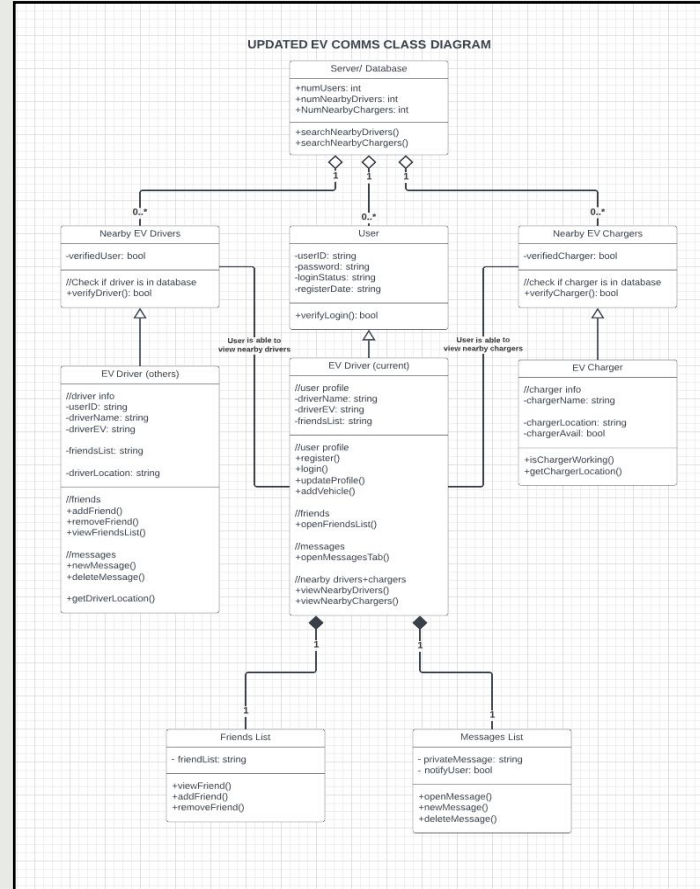 UPDATED EV COMMS CLASS DIAGRAM
Server/ Database
+numUsers: int
+numNearbyDrivers: int
+NumNearbyChargers: int
+searchNearbyDrivers()
+searchNearbyChargers()
1
1
1
0..*
0..*
0..*
Nearby EV Drivers
-verifiedUser: bool
//Check if driver is in database
+verifyDriver(): bool
User
-userID: string
-password: string
-loginStatus: string
-registerDate: string
+verifyLogin(): bool
Nearby EV Chargers
-verifiedCharger: bool
//check if charger is in database
+verifyCharger(): bool
User is able to
view nearby drivers
User is able to
view nearby chargers
EV Driver (others)
//driver info
-userID: string
-driverName: string
-driverEV: string
-friendsList: string
-driverLocation: string
//friends
+addFriend()
+removeFriend()
+viewFriendsList()
//messages
+newMessage()
+deleteMessage()
+getDriverLocation()
EV Driver (current)
//user profile
-driverName: string
-driverEV: string
-friendsList: string
//user profile
+register()
+login()
+updateProfile()
+addVehicle()
//friends
+openFriendsList()
//messages
+openMessagesTab()
//nearby drivers+chargers
+viewNearbyDrivers()
+viewNearbyChargers()
EV Charger
//charger info
-chargerName: string
-chargerLocation: string
-chargerAvail: bool
+isChargerWorking()
+getChargerLocation()
1
1
1
1
Friends List
- friendList: string
+viewFriend()
+addFriend()
+removeFriend()
Messages List
- privateMessage: string
- notifyUser: bool
+openMessage()
+newMessage()
+deleteMessage()